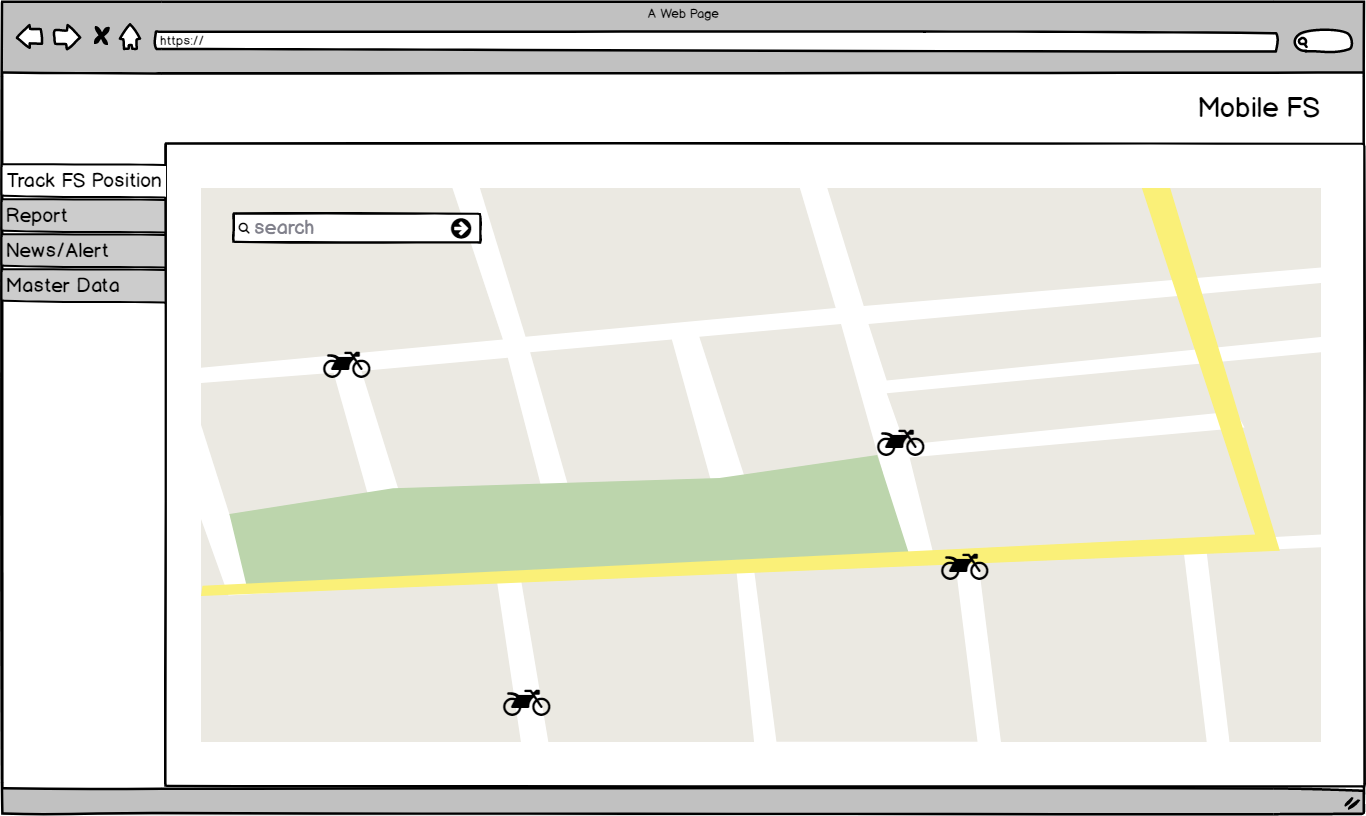 A Web Page
https://
Mobile FS
Track FS Position
Report
News/Alert
Master Data
search